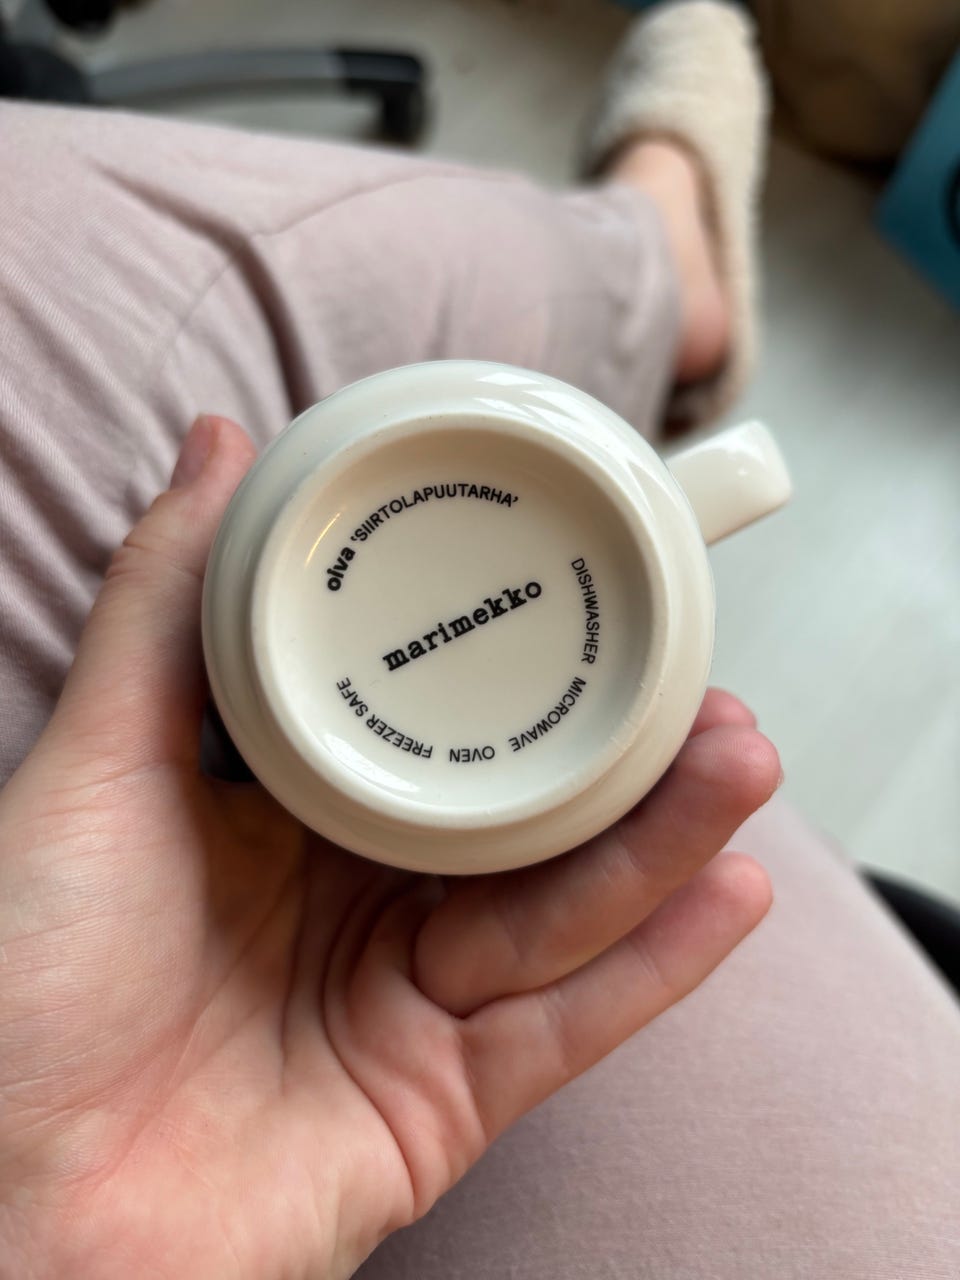 oiva ‘SIIRTOLAPUUTARHA’
marimekko
DISHWASHER MICROWAVE OVEN FREEZER SAFE